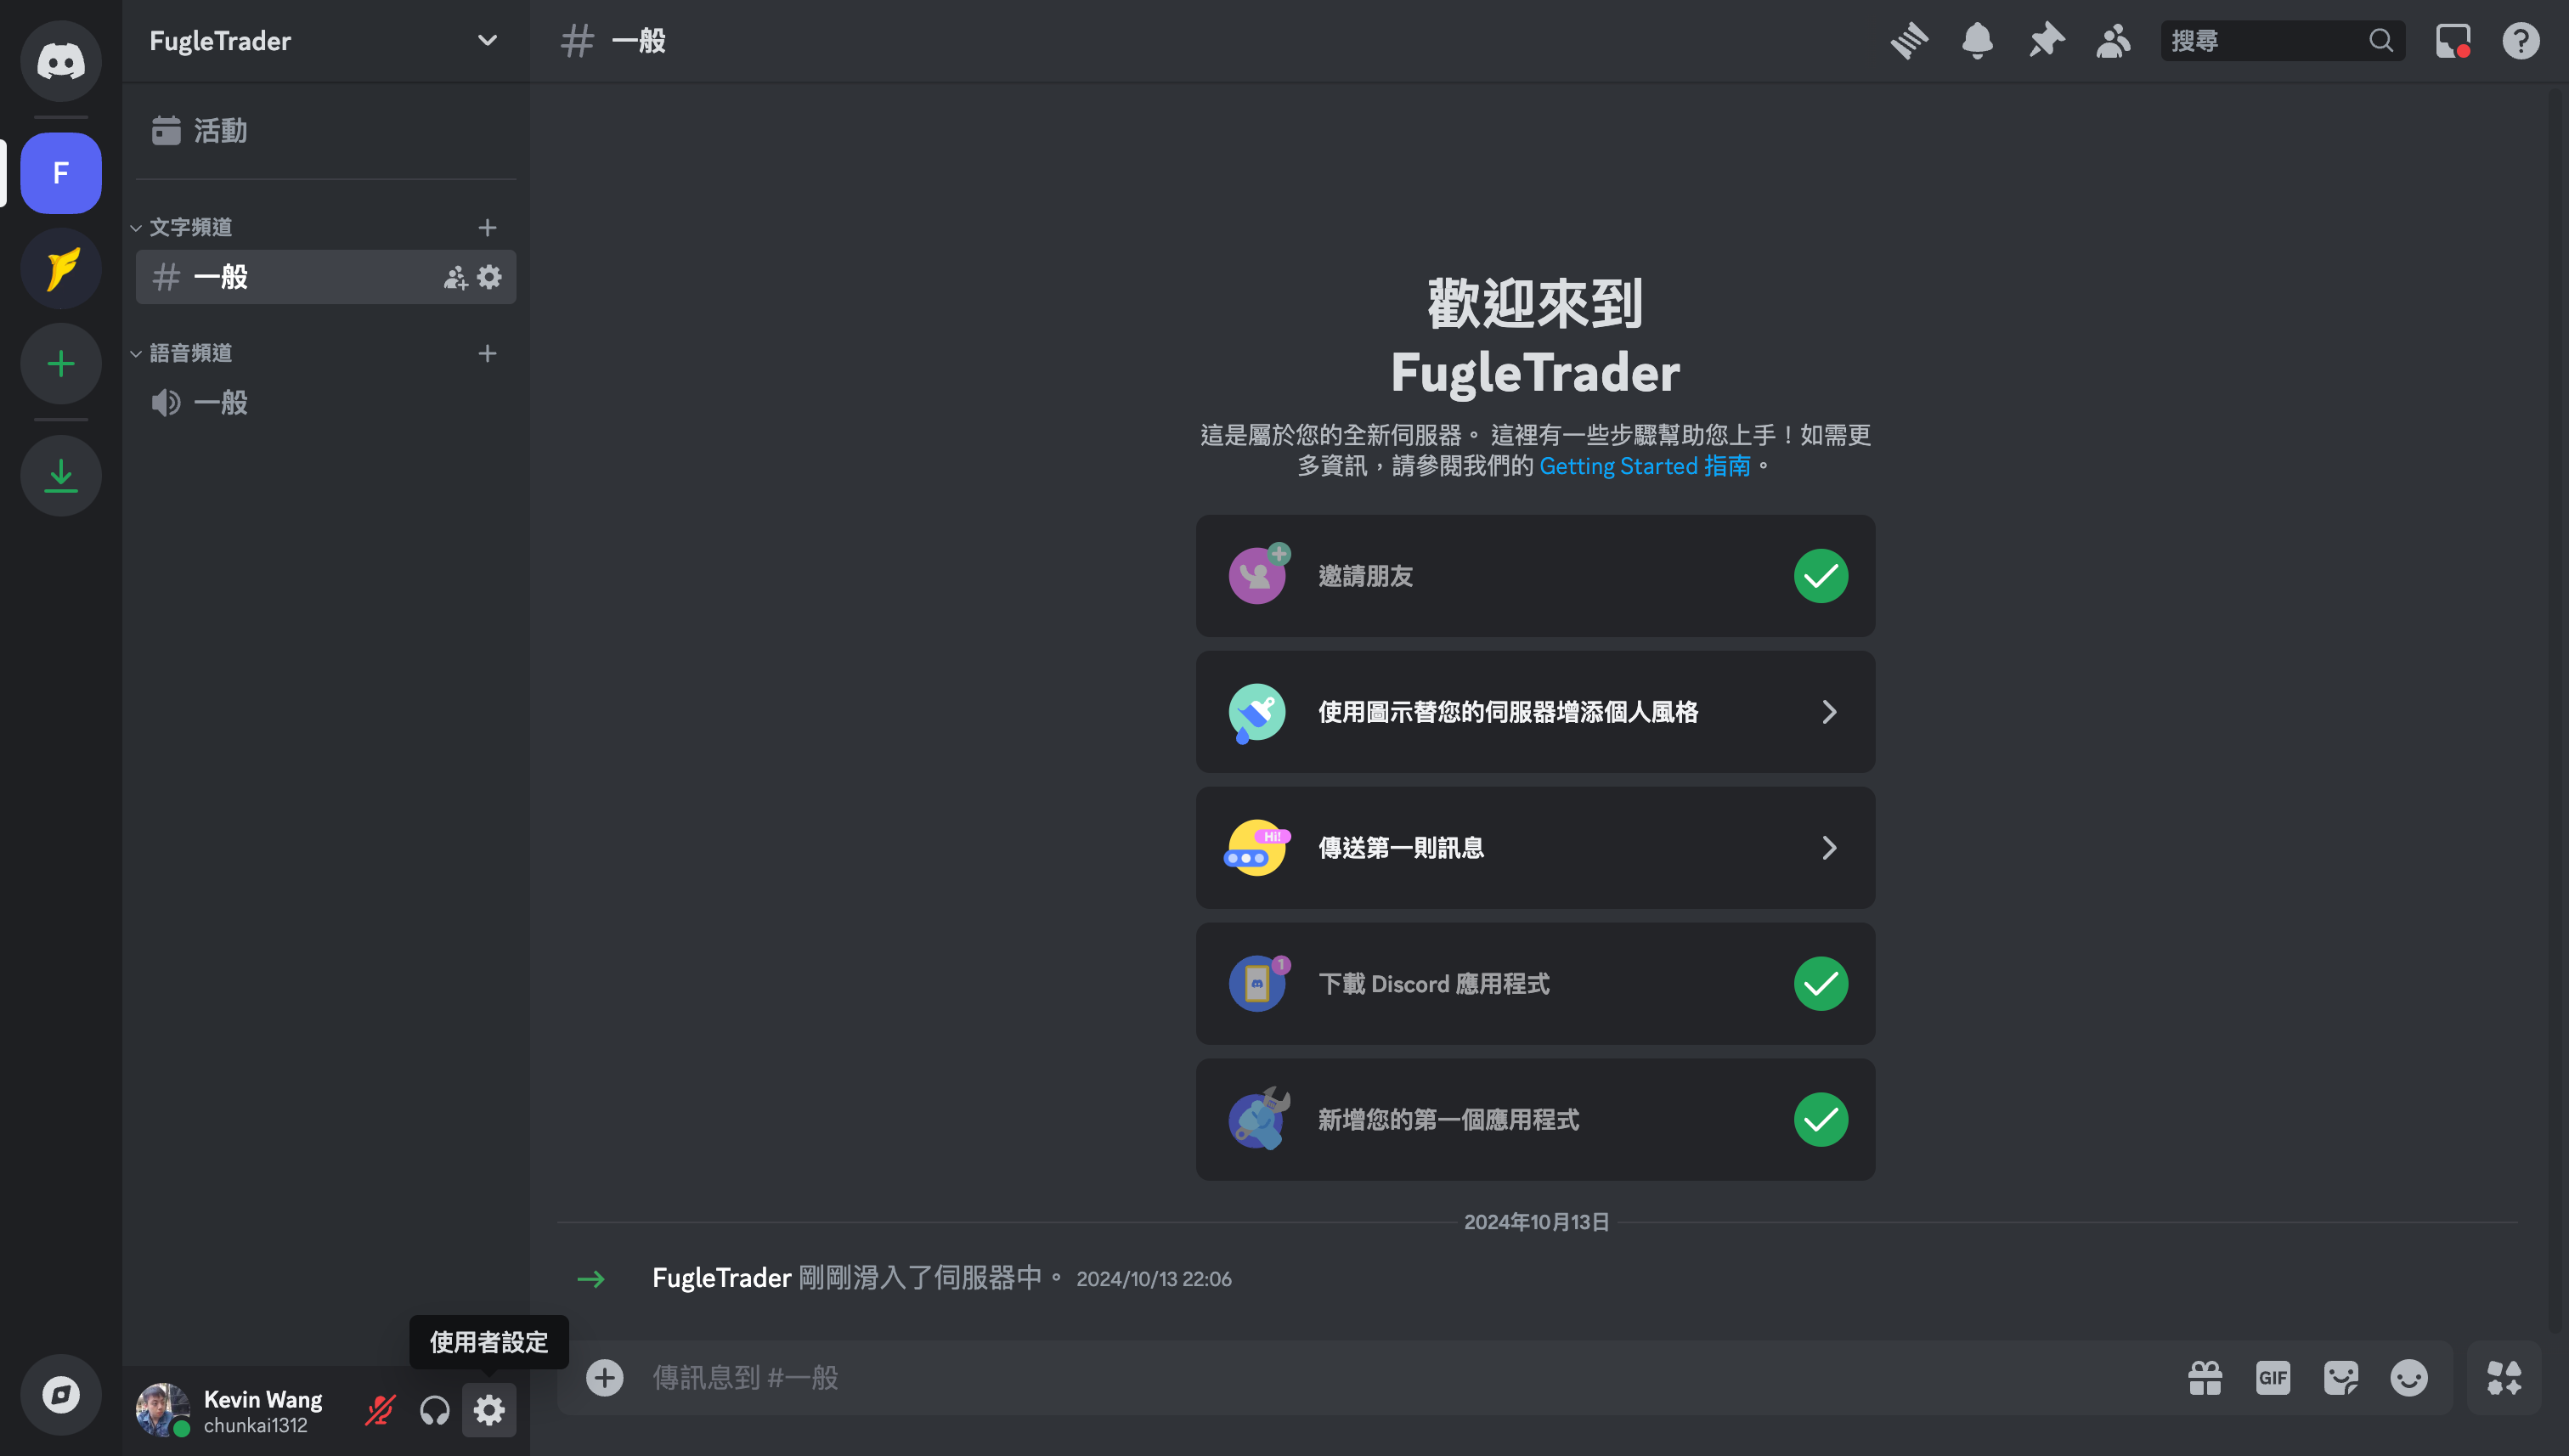 FugleTrader
F
活動
文字頻道
一般
語音頻道
一般
使用者設定
Kevin Wang
chunkai1312
一般
搜尋
歡迎來到
FugleTrader
這是屬於您的全新伺服器。 這裡有一些步驟幫助您上手！如需更
多資訊，請參閱我們的 Getting Started 指南。
邀請朋友
使用圖示替您的伺服器增添個人風格
Hi!
傳送第一則訊息
1
下載 Discord 應用程式
新增您的第一個應用程式
2024年10月13日
FugleTrader 剛剛滑入了伺服器中。 2024/10/13 22:06
傳訊息到 #一般
GIF